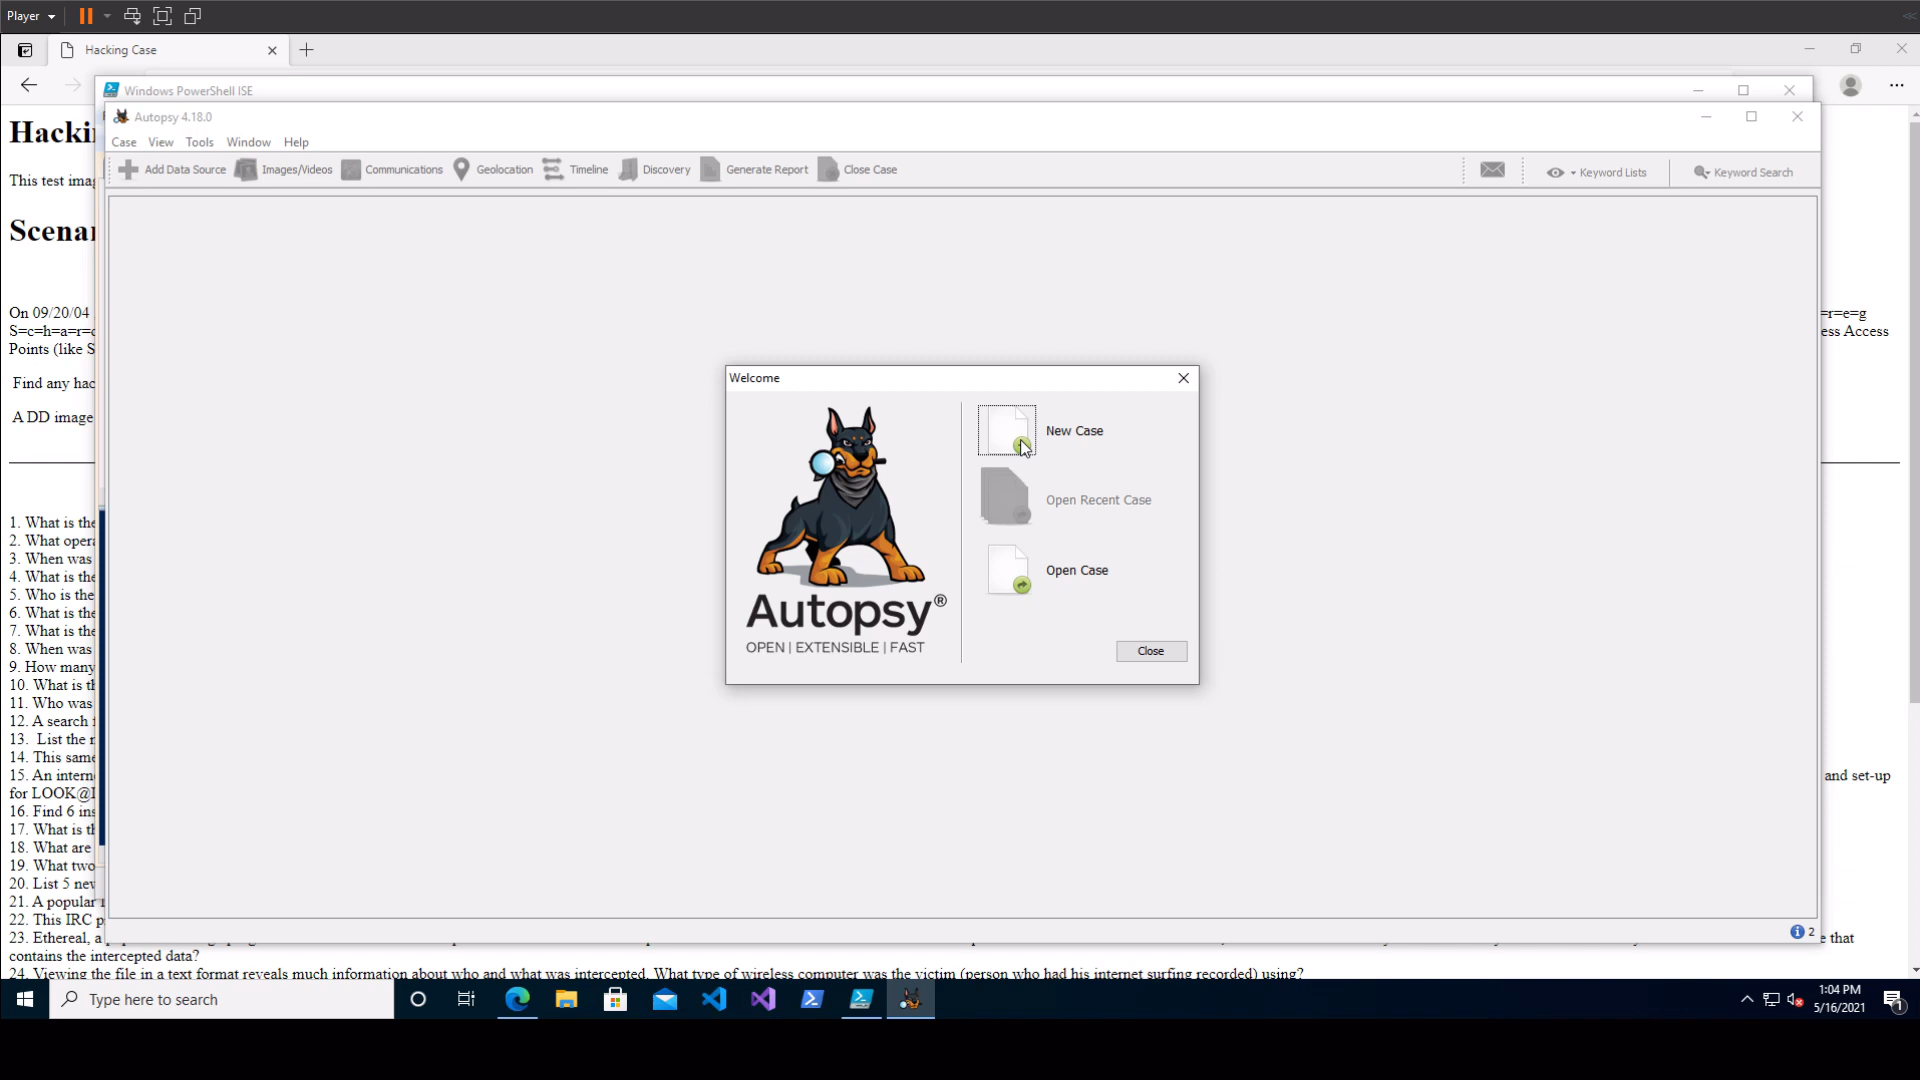 Player
Hacking Case
Windows PowerShell ISE
Autopsy 4.18.0
Case View Tools Window Help
Add Data Source Images/Videos Communications Geolocation Timeline Discovery Generate Report Close Case Keyword Lists Keyword Search
This test
On 09/20/04 =r=e=g
ess Access
Points (like S
Find any
A DD image
Welcome
New Case
Open Recent Case
Open Case
Autopsy®
OPEN | EXTENSIBLE | FAST
Close
1. What is the
2. What
3. When was
4. What is the
5. Who is the
6. What is the
7. What is the
8. When was
9. How many
10. What is
11. Who was
12. A search
13. List the
14. This same
15. An and set-up
for
16. Find 6
17. What is
18. What are
19. What two
20. List 5
21. A popular
22. This IRC
23. Ethereal, a e that
contains the intercepted data?
24. Viewing the file in a text format reveals much information about who and what was intercepted. What type of wireless computer was the victim (person who had his internet surfing recorded) using?
2
Type here to search
1:04 PM
5/16/2021
1